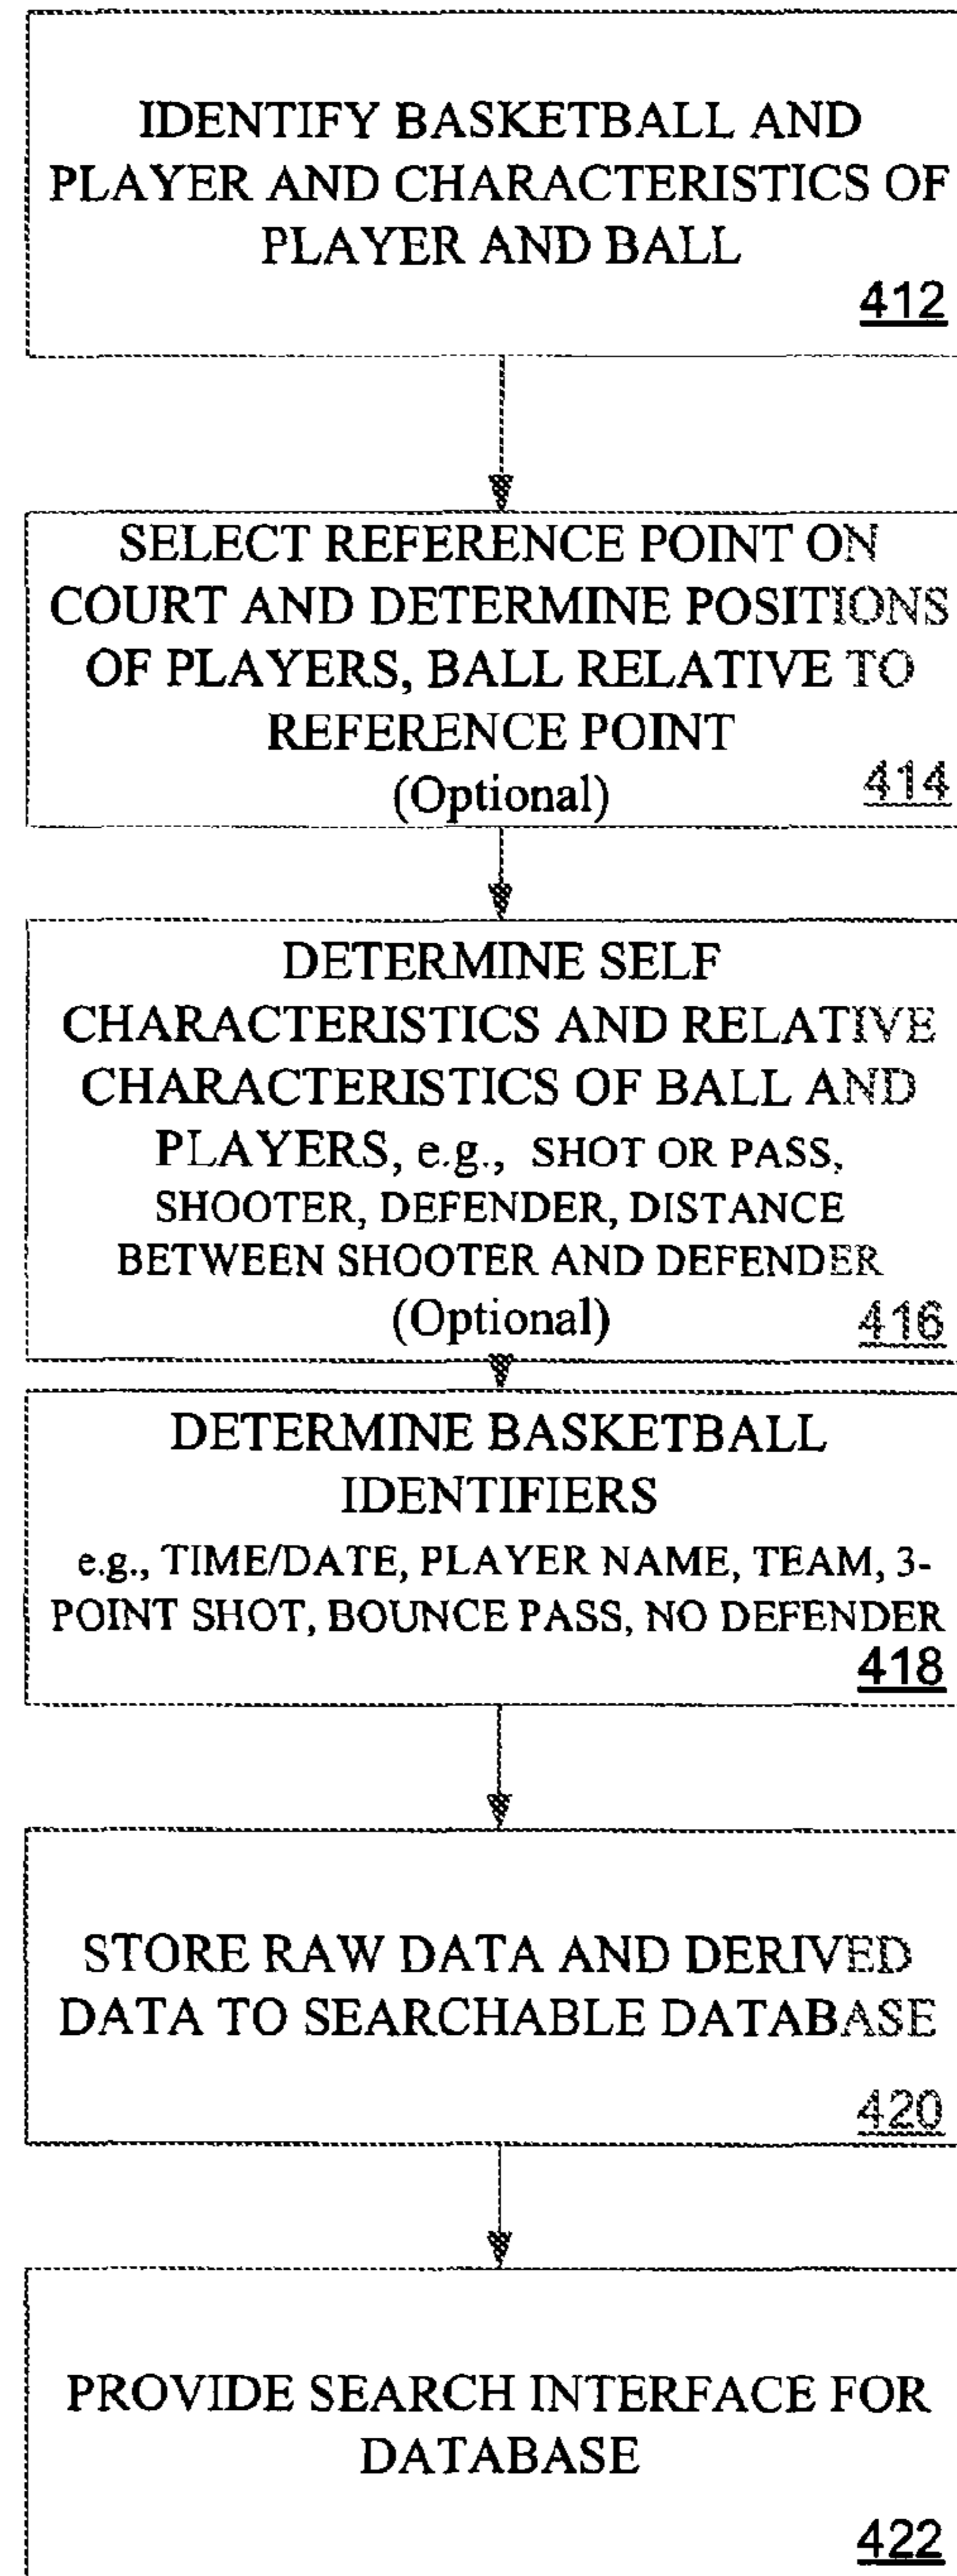 IDENTIFY BASKETBALL AND
PLAYER AND CHARACTERISTICS OF
PLAYER AND BALL
412
SELECT REFERENCE POINT ON
COURT AND DETERMINE POSITIONS
OF PLAYERS, BALL RELATIVE TO
REFERENCE POINT
(Optional)
414
DETERMINE SELF
CHARACTERISTICS AND RELATIVE
CHARACTERISTICS OF BALL AND
PLAYERS, e.g., SHOT OR PASS,
SHOOTER, DEFENDER, DISTANCE
BETWEEN SHOOTER AND DEFENDER
(Optional)
416
DETERMINE BASKETBALL
IDENTIFIERS
e.g., TIME/DATE, PLAYER NAME, TEAM, 3-
POINT SHOT, BOUNCE PASS, NO DEFENDER
418
STORE RAW DATA AND DERIVED
DATA TO SEARCHABLE DATABASE
420
PROVIDE SEARCH INTERFACE FOR
DATABASE
422